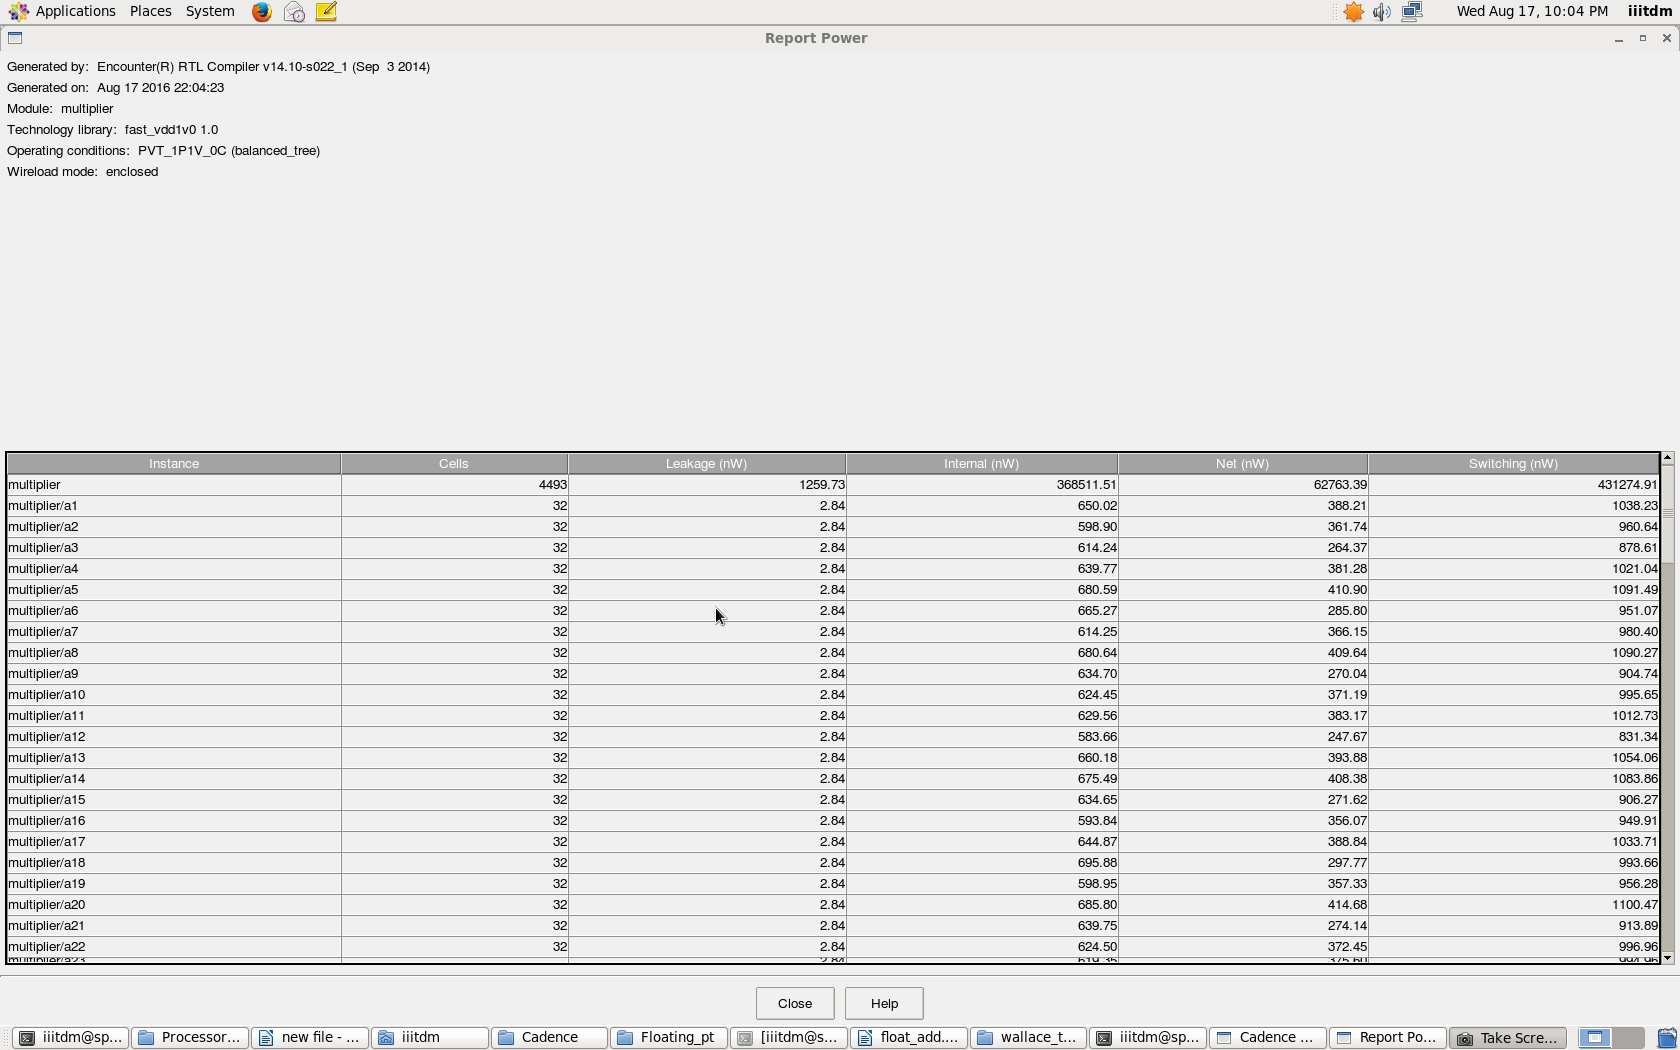 Applications Places System Wed Aug 17, 10:04 PM iiitdm
Report Power
Generated by: Encounter(R) RTL Compiler v14.10-s022_1 (Sep 3 2014)
Generated on: Aug 17 2016 22:04:23
Module: multiplier
Technology library: fast_vdd1v0 1.0
Operating conditions: PVT_1P1V_0C (balanced_tree)
Wireload mode: enclosed
Instance Cells Leakage (nW) Internal (nW) Net (nW) Switching (nW)
multiplier 4493 1259.73 368511.51 62763.39 431274.91
multiplier/a1 32 2.84 650.02 388.21 1038.23
multiplier/a2 32 2.84 598.90 361.74 960.64
multiplier/a3 32 2.84 614.24 264.37 878.61
multiplier/a4 32 2.84 639.77 381.28 1021.04
multiplier/a5 32 2.84 680.59 410.90 1091.49
multiplier/a6 32 2.84 665.27 285.80 951.07
multiplier/a7 32 2.84 614.25 366.15 980.40
multiplier/a8 32 2.84 680.64 409.64 1090.27
multiplier/a9 32 2.84 634.70 270.04 904.74
multiplier/a10 32 2.84 624.45 371.19 995.65
multiplier/a11 32 2.84 629.56 383.17 1012.73
multiplier/a12 32 2.84 583.66 247.67 831.34
multiplier/a13 32 2.84 660.18 393.88 1054.06
multiplier/a14 32 2.84 675.49 408.38 1083.86
multiplier/a15 32 2.84 634.65 271.62 906.27
multiplier/a16 32 2.84 593.84 356.07 949.91
multiplier/a17 32 2.84 644.87 388.84 1033.71
multiplier/a18 32 2.84 695.88 297.77 993.66
multiplier/a19 32 2.84 598.95 357.33 956.28
multiplier/a20 32 2.84 685.80 414.68 1100.47
multiplier/a21 32 2.84 639.75 274.14 913.89
multiplier/a22 32 2.84 624.50 372.45 996.96
multiplier/a23 2.84
Close Help
iiitdm@sp... Processor... new file - ... iiitdm Cadence Floating_pt [iiitdm@s... float_add.... wallace_t... iiitdm@sp... Cadence ... Report Po... Take Scre...